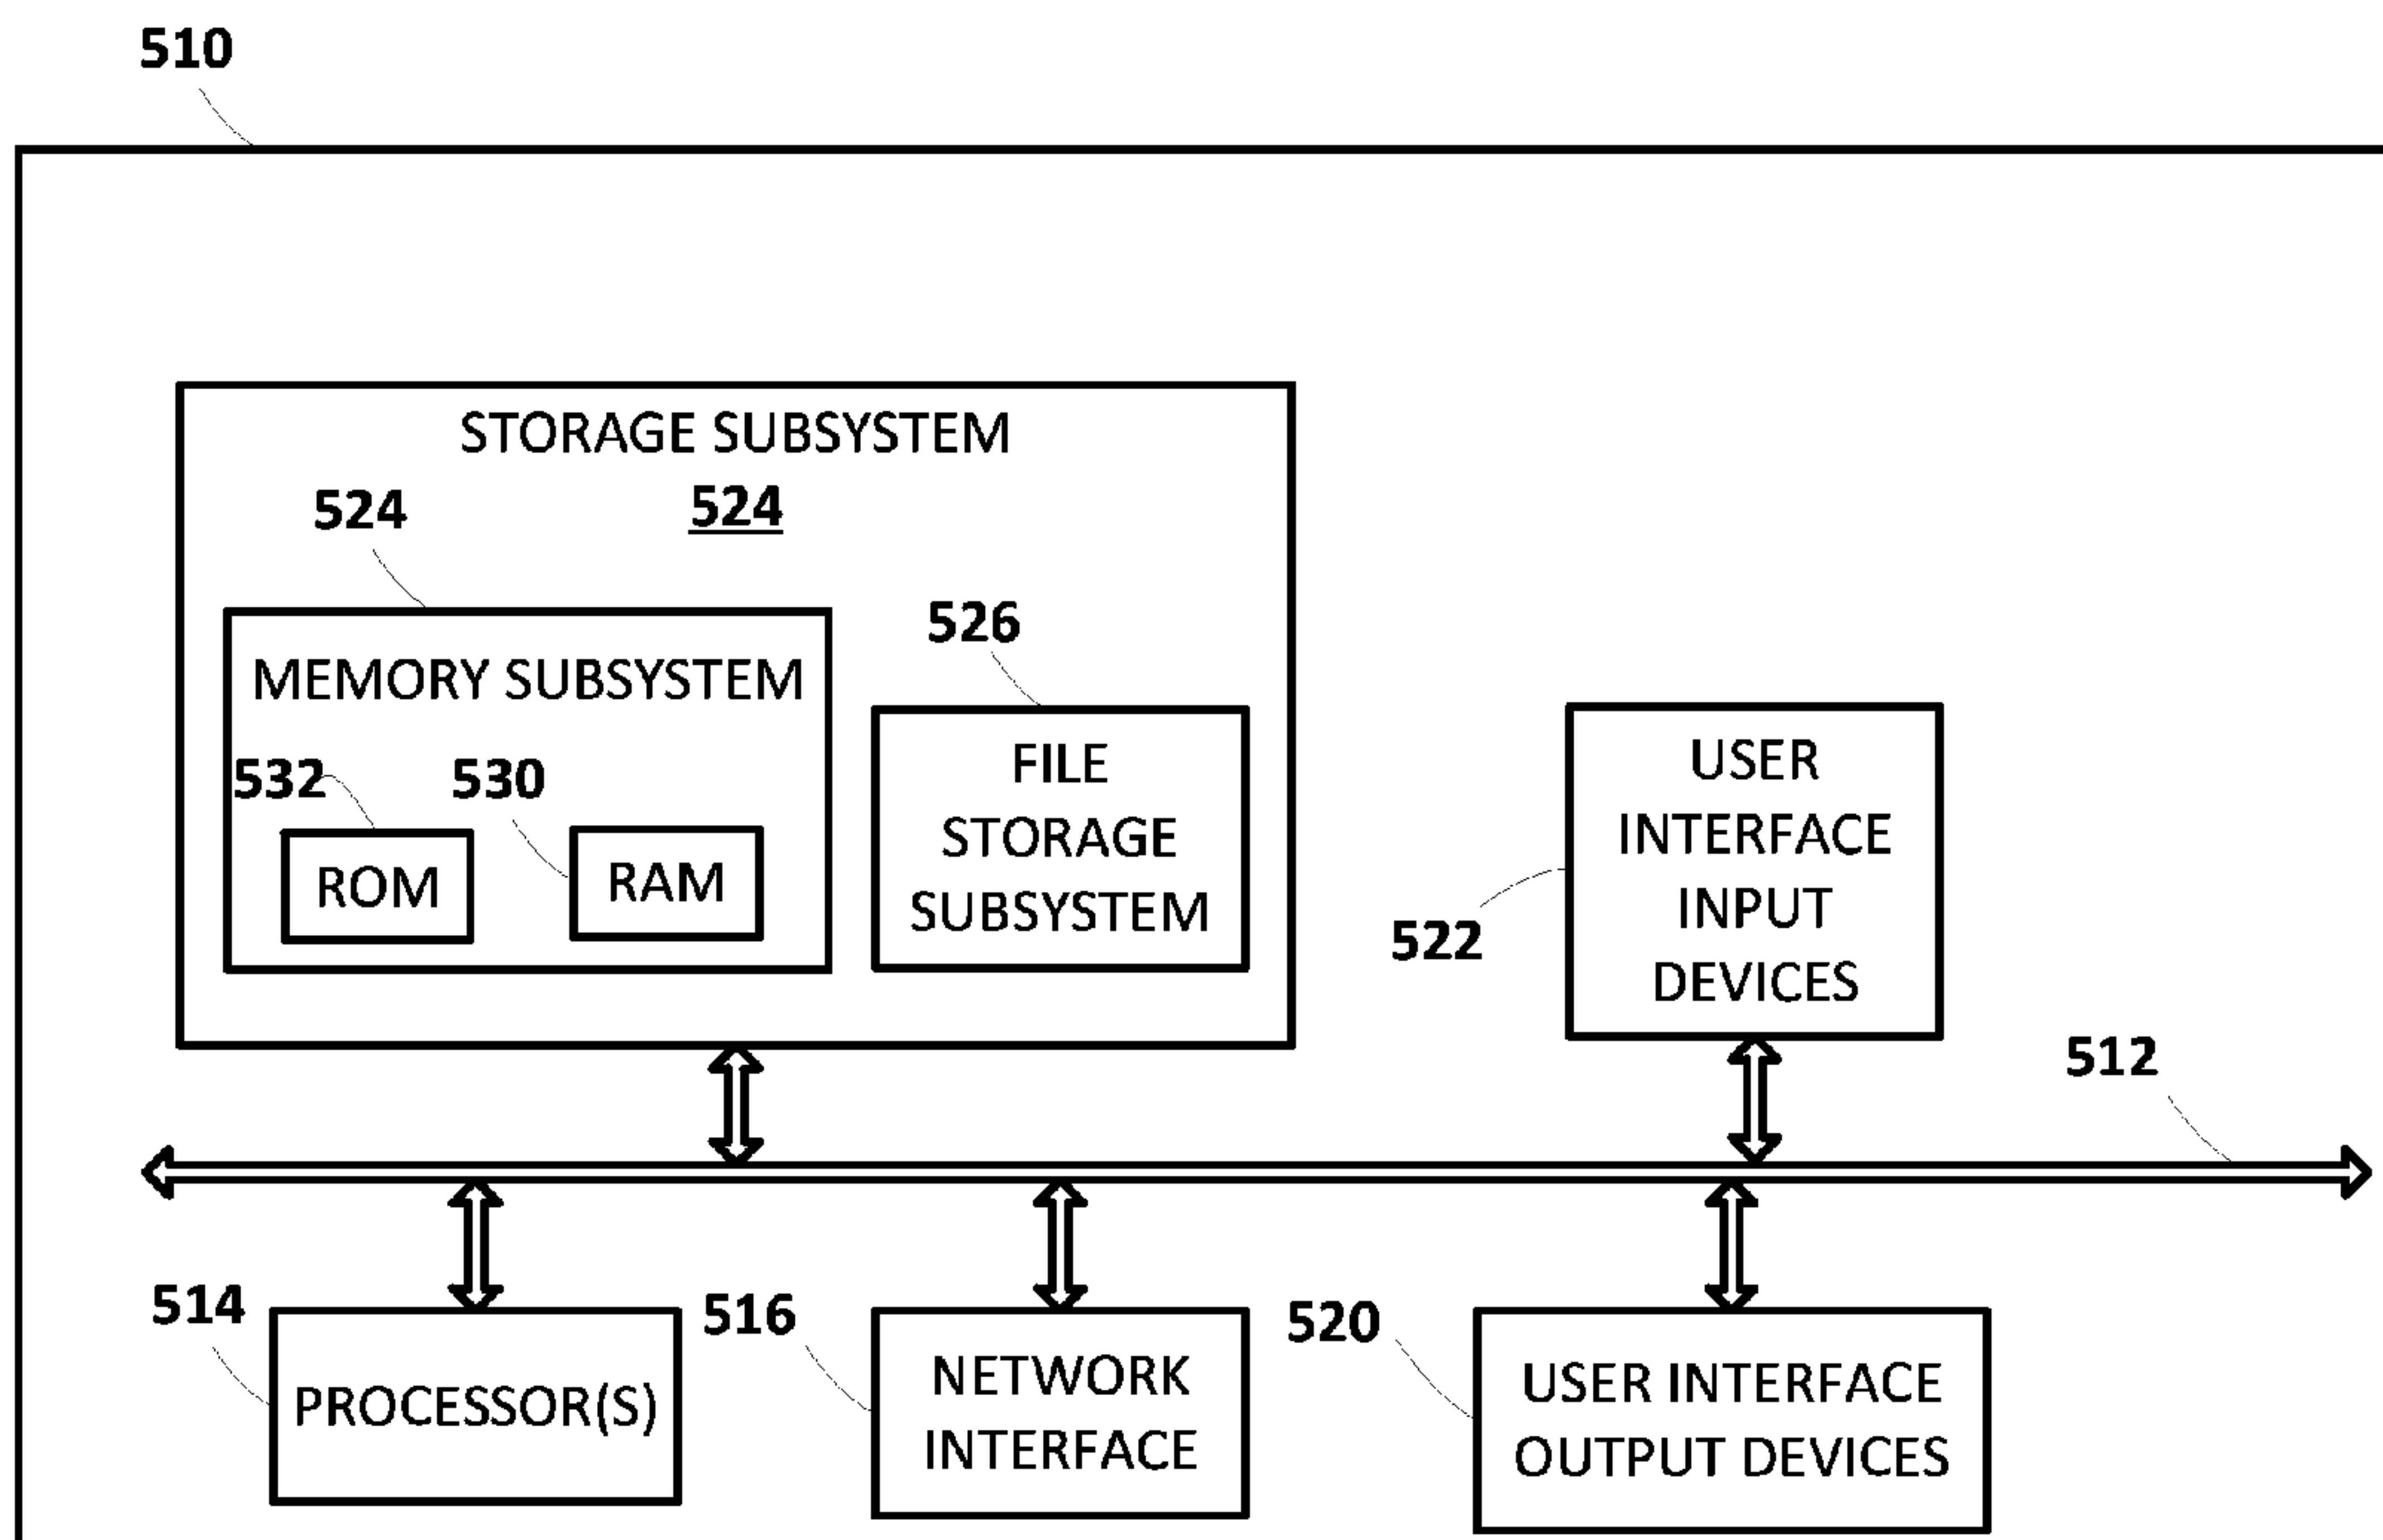 510
STORAGE SUBSYSTEM
524
524
MEMORY SUBSYSTEM
532
530
ROM
RAM
526
FILE
STORAGE
SUBSYSTEM
USER
INTERFACE
INPUT
DEVICES
522
512
514
PROCESSOR(S)
516
NETWORK
INTERFACE
520
USER INTERFACE
OUTPUT DEVICES